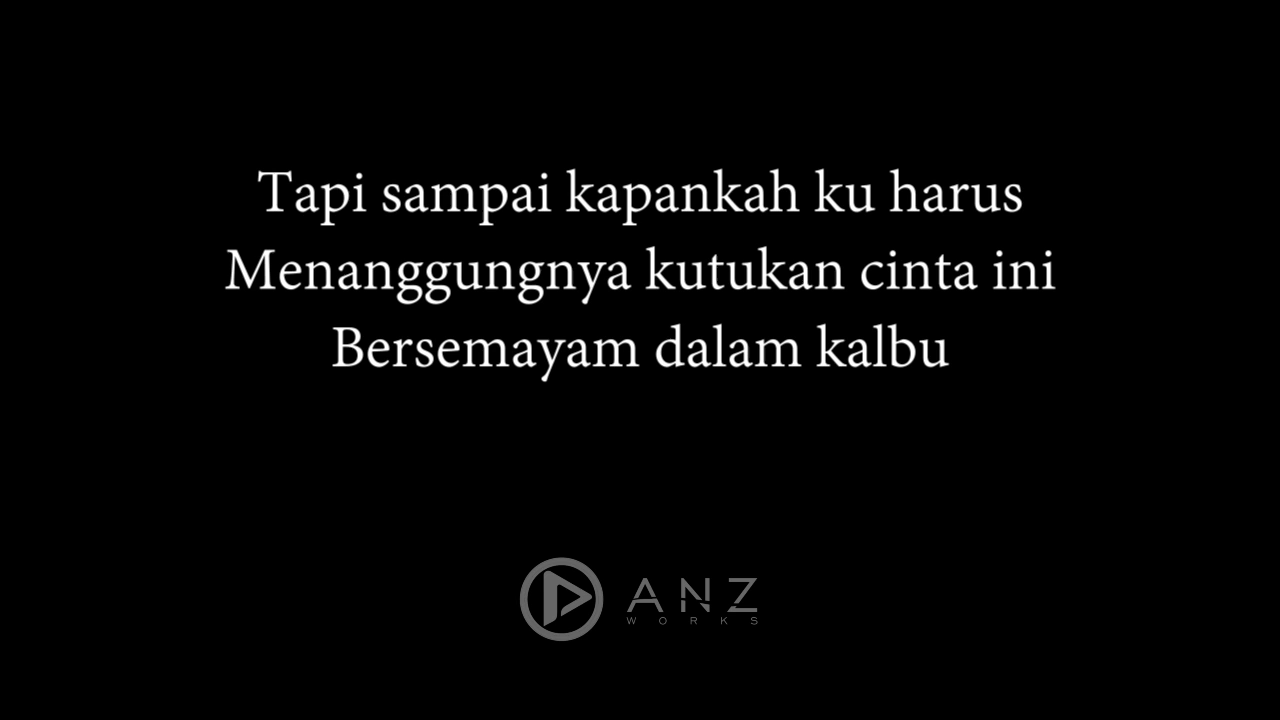 Tapi sampai kapankah ku harus
Menanggungnya kutukan cinta ini
Bersemayam dalam kalbu
ANZ
WORKS